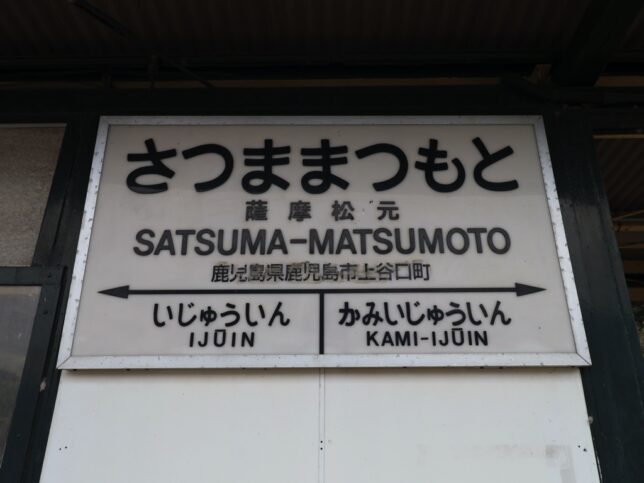 さつままつもと
薩摩松元
SATSUMA-MATSUMOTO
鹿児島県鹿児島市上谷口町
いじゅういん
IJŪIN
かみいじゅういん
KAMI-IJŪIN